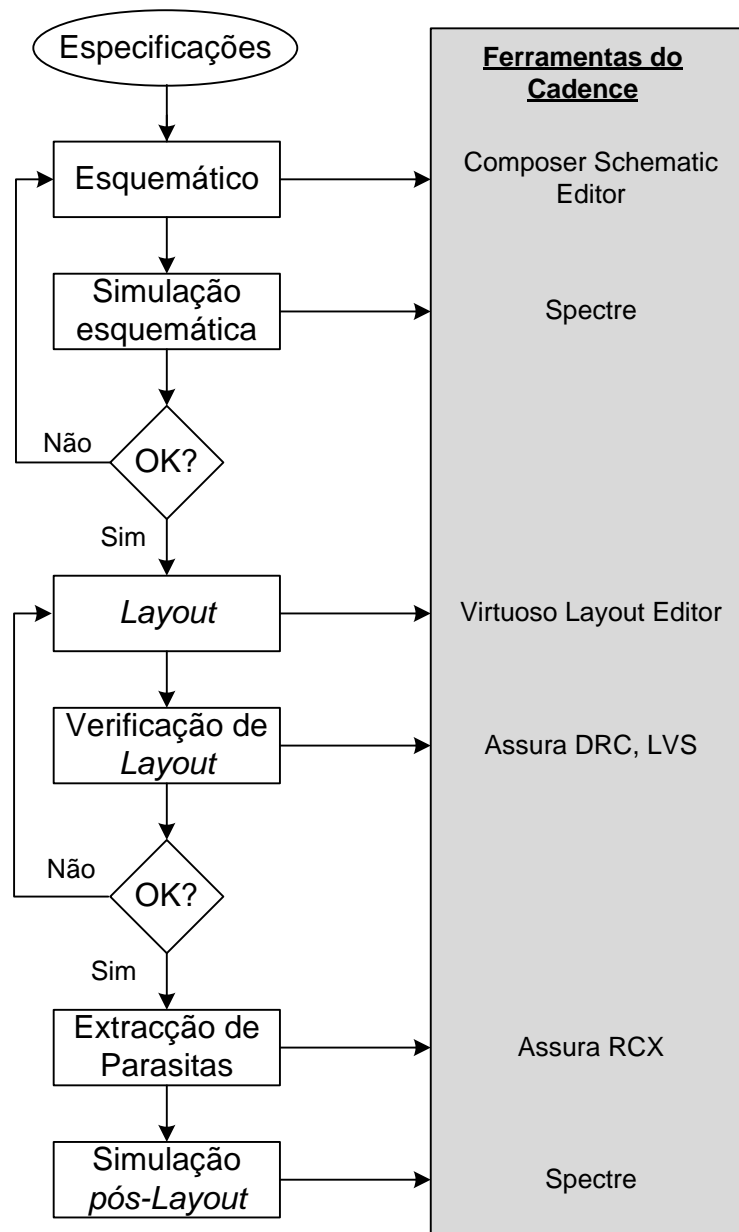 Especificações
Ferramentas do
Cadence
Esquemático
Composer Schematic
Editor
Simulação
esquemática
Spectre
Não
OK?
Sim
Layout
Virtuoso Layout Editor
Verificação de
Layout
Assura DRC, LVS
Não
OK?
Sim
Extracção de
Parasitas
Assura RCX
Simulação
pós-Layout
Spectre